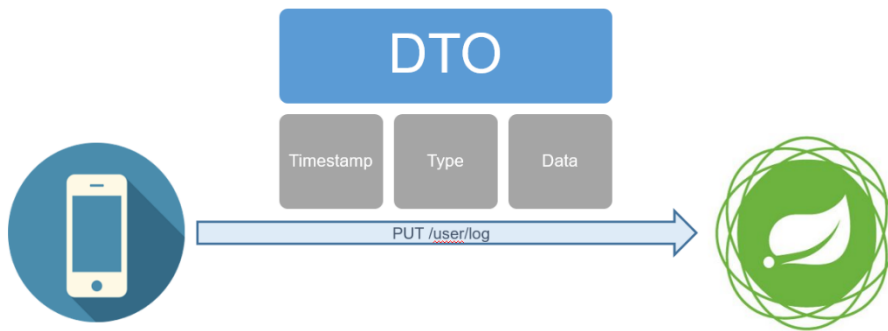 DTO
Timestamp
Type
Data
PUT /user/log